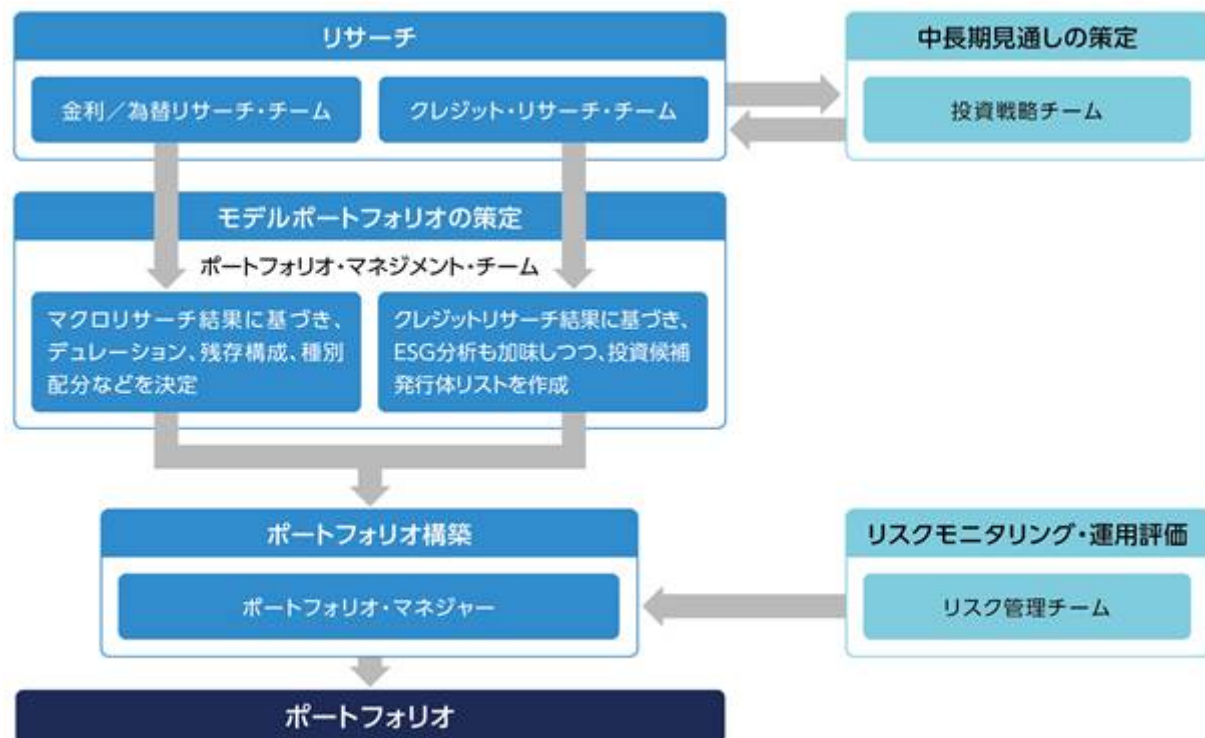 リサーチ
金利／為替リサーチ・チーム
クレジット・リサーチ・チーム
中長期見通しの策定
投資戦略チーム
モデルポートフォリオの策定
ポートフォリオ・マネジメント・チーム
マクロリサーチ結果に基づき、
デュレーション、残存構成、種別
配分などを決定
クレジットリサーチ結果に基づき、
ESG分析も加味しつつ、投資候補
発行体リストを作成
ポートフォリオ構築
ポートフォリオ・マネジャー
リスクモニタリング・運用評価
リスク管理チーム
ポートフォリオ